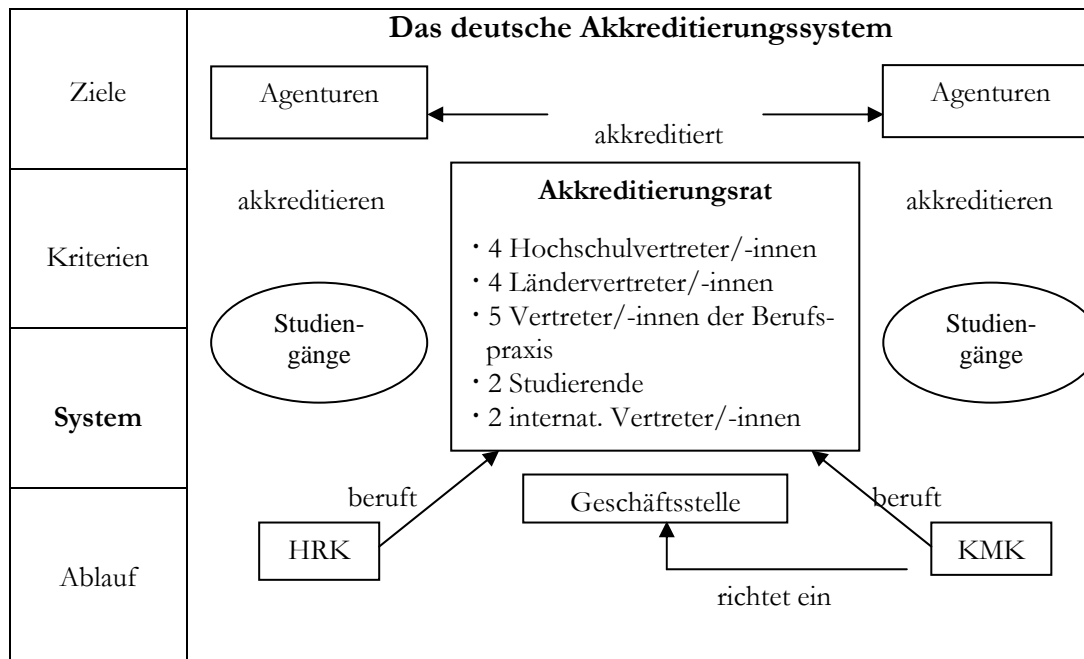 Das deutsche Akkreditierungssystem
Ziele
Kriterien
System
Ablauf
Agenturen
Agenturen
akkreditiert
akkreditieren
akkreditieren
Akkreditierungsrat
· 4 Hochschulvertreter/-innen
· 4 Ländervertreter/-innen
· 5 Vertreter/-innen der Berufs-
praxis
· 2 Studierende
· 2 internat. Vertreter/-innen
Studien-
gänge
Studien-
gänge
beruft
Geschäftsstelle
beruft
HRK
KMK
richtet ein